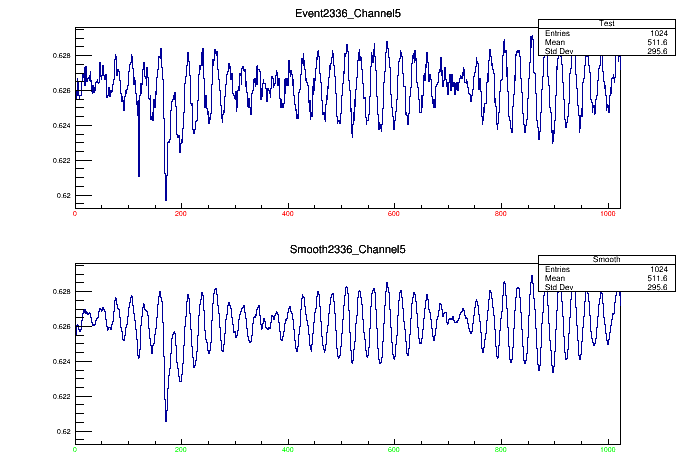 Event2336_Channel5
Test
Entries 1024
Mean 511.6
Std Dev 295.6
0.628
0.626
0.624
0.622
0.62
0 200 400 600 800 1000
Smooth2336_Channel5
Smooth
Entries 1024
Mean 511.6
Std Dev 295.6
0.628
0.626
0.624
0.622
0.62
0 200 400 600 800 1000